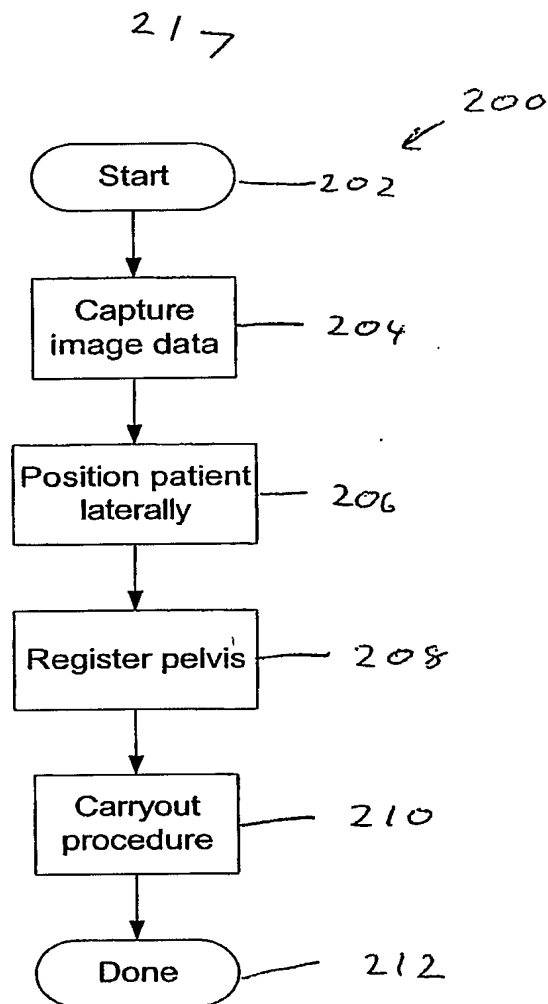 2 / 7
200
Start
202
Capture
image data
204
Position patient
laterally
206
Register pelvis
208
Carryout
procedure
210
Done
212